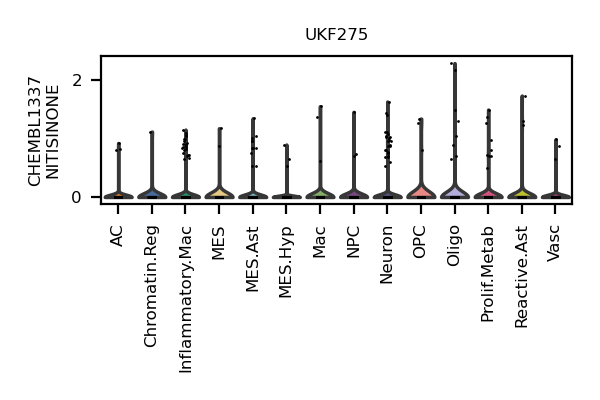 UKF275
CHEMBL1337
NITISINONE
2
0
AC
Chromatin.Reg
Inflammatory.Mac
MES
MES.Ast
MES.Hyp
Mac
NPC
Neuron
OPC
Oligo
Prolif.Metab
Reactive.Ast
Vasc